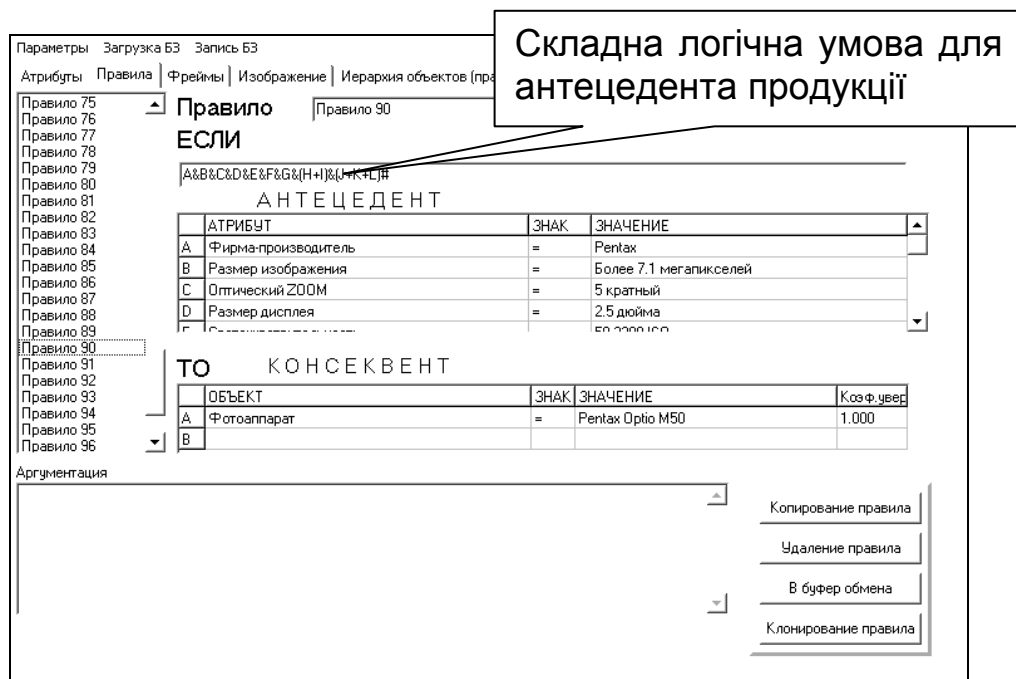 Складна логічна умова для
антецедента продукції
Параметры Загрузка БЗ Запись БЗ
Атрибуты Правила Фреймы Изображение Иерархия объектов (пра
Правило 75
Правило 76
Правило 77
Правило 78
Правило 79
Правило 80
Правило 81
Правило 82
Правило 83
Правило 84
Правило 85
Правило 86
Правило 87
Правило 88
Правило 89
Правило 90
Правило 91
Правило 92
Правило 93
Правило 94
Правило 95
Правило 96
Правило Правило 90
ЕСЛИ
A&B&C&D&E&F&G&(H+I)&(J+K+L)#
АНТЕЦЕДЕНТ
АТРИБУТ ЗНАК ЗНАЧЕНИЕ
A Фирма-производитель = Pentax
B Размер изображения = Более 7.1 мегапикселей
C Оптический ZOOM = 5 кратный
D Размер дисплея = 2.5 дюйма
ТО КОНСЕКВЕНТ
ОБЪЕКТ ЗНАК ЗНАЧЕНИЕ Коэф.увер
A Фотоаппарат = Pentax Optio M50 1.000
B
Аргументация
Копирование правила
Удаление правила
В буфер обмена
Клонирование правила